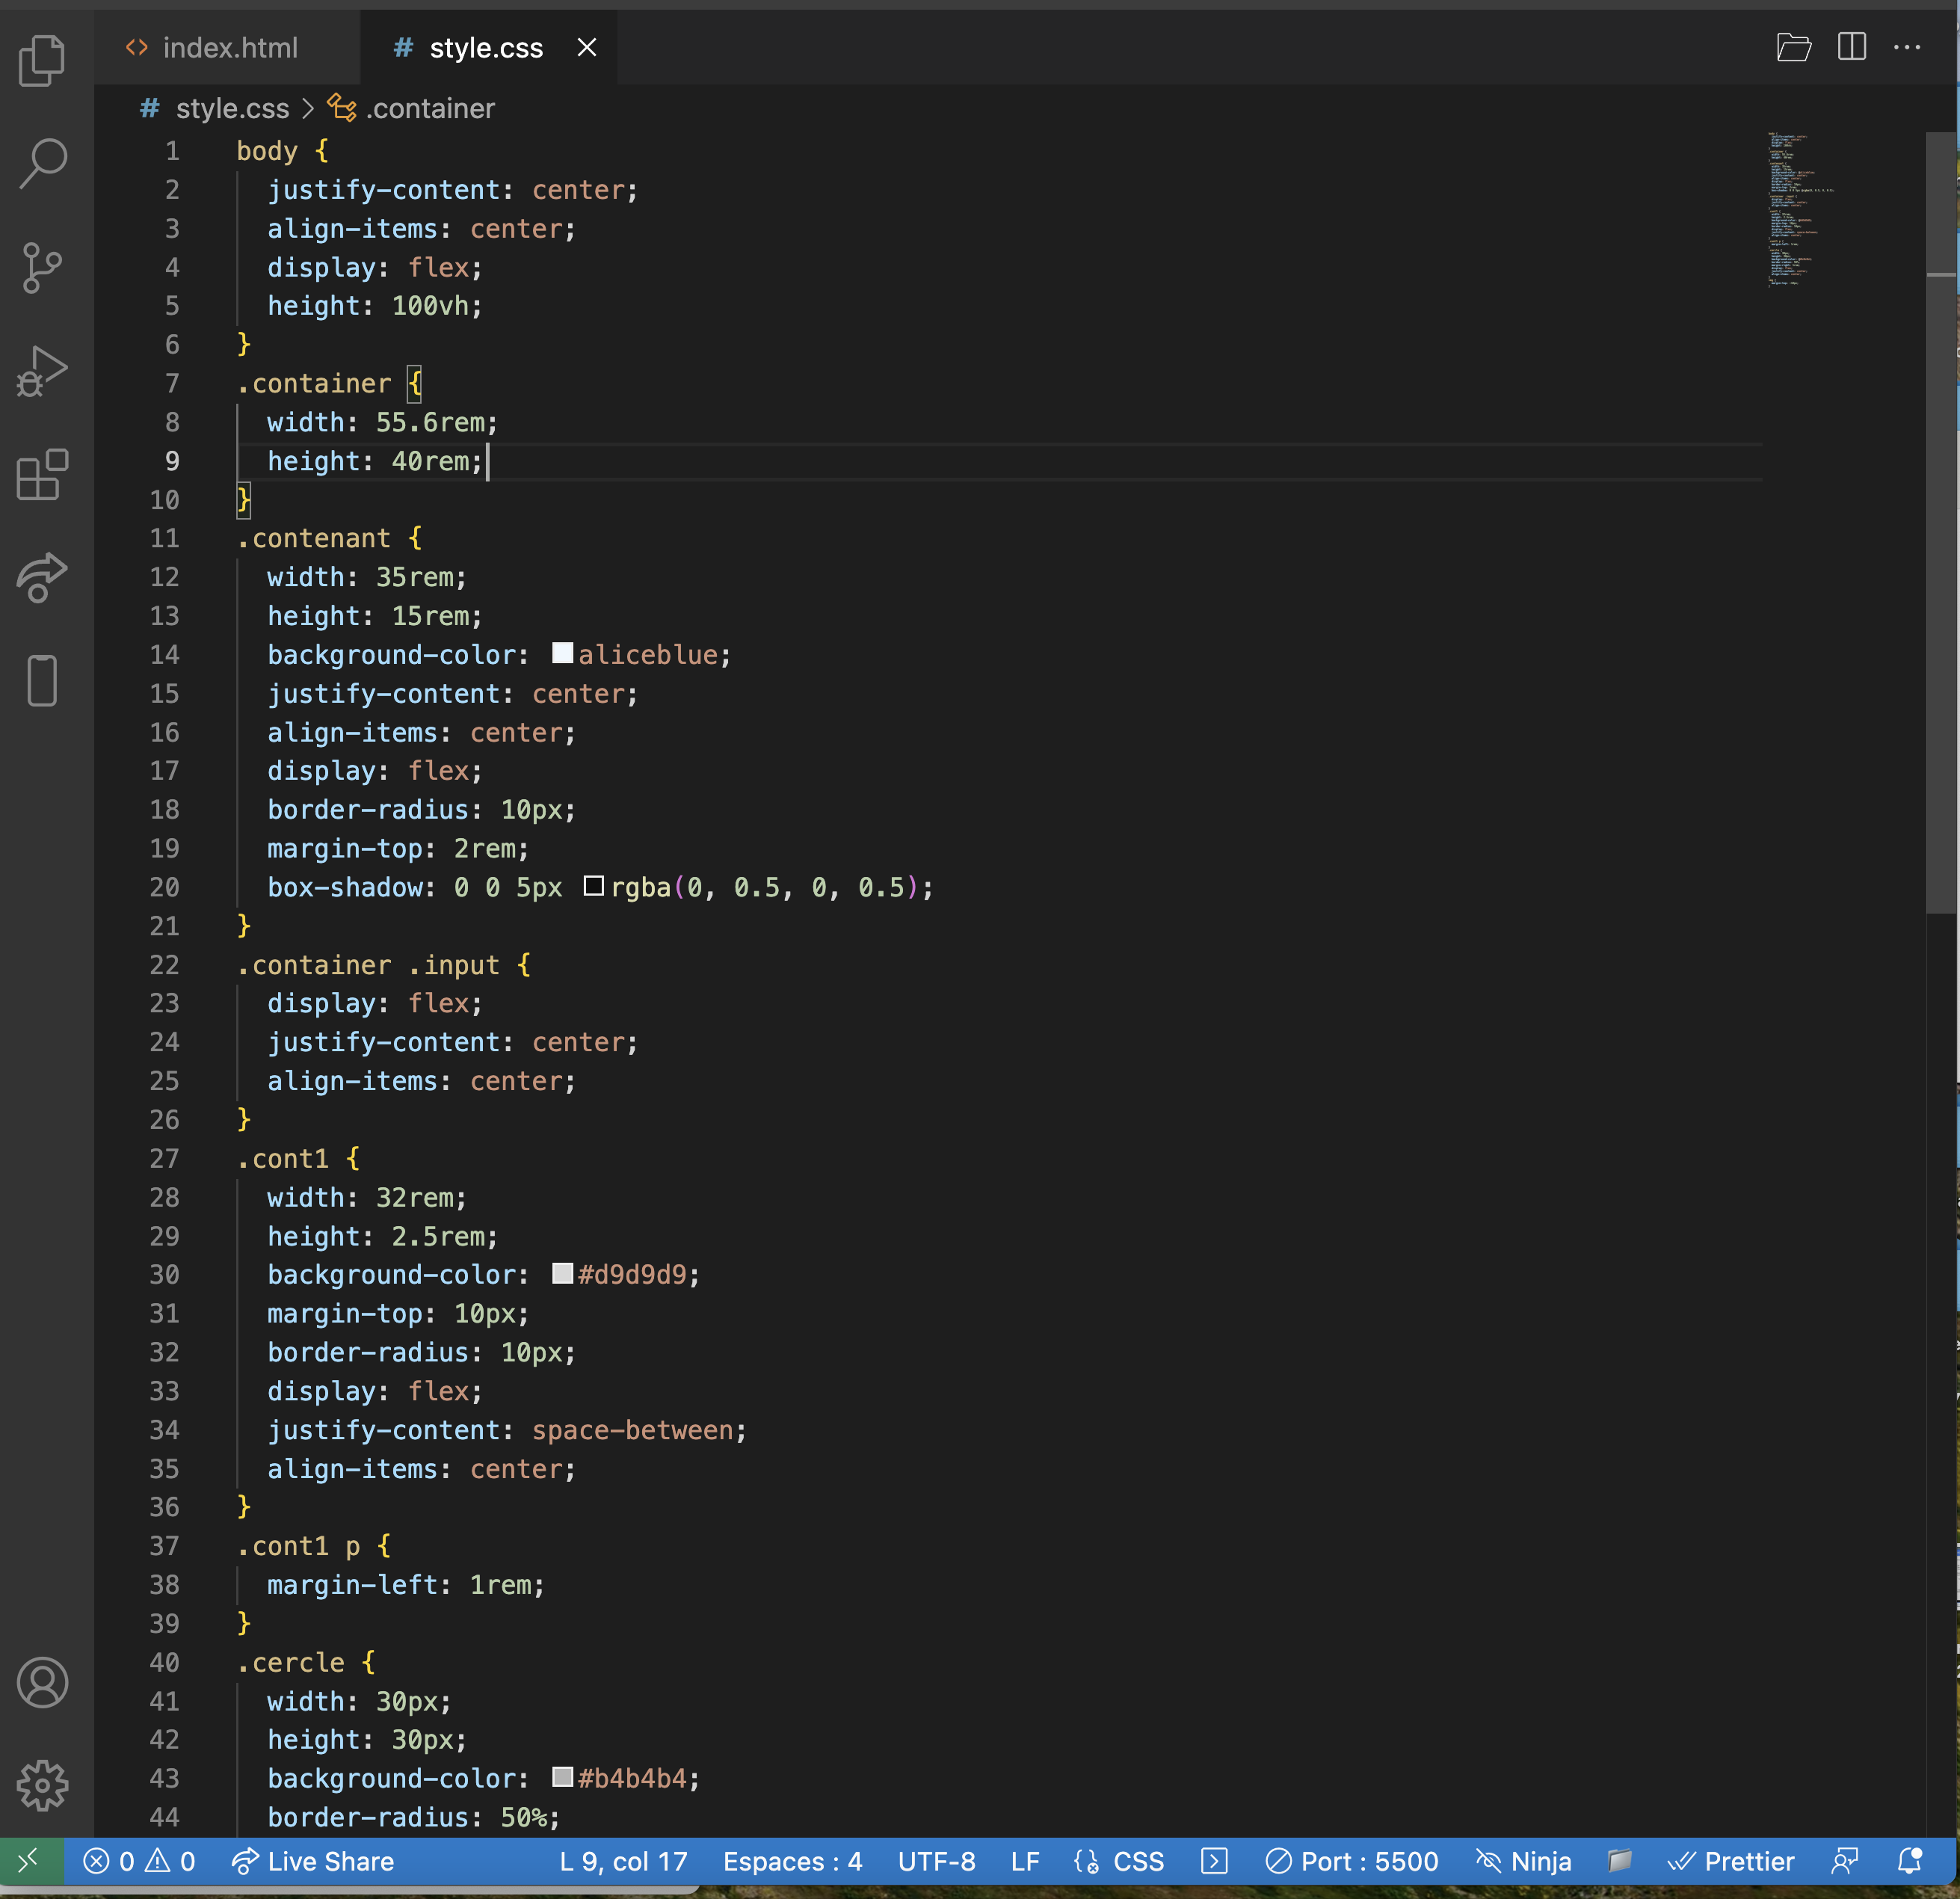 index.html
# style.css
# style.css > .container
1 body {
2 justify-content: center;
3 align-items: center;
4 display: flex;
5 height: 100vh;
6 }
7 .container {
8 width: 55.6rem;
9 height: 40rem;
10 }
11 .contenant {
12 width: 35rem;
13 height: 15rem;
14 background-color: aliceblue;
15 justify-content: center;
16 align-items: center;
17 display: flex;
18 border-radius: 10px;
19 margin-top: 2rem;
20 box-shadow: 0 0 5px rgba(0, 0.5, 0, 0.5);
21 }
22 .container .input {
23 display: flex;
24 justify-content: center;
25 align-items: center;
26 }
27 .cont1 {
28 width: 32rem;
29 height: 2.5rem;
30 background-color: #d9d9d9;
31 margin-top: 10px;
32 border-radius: 10px;
33 display: flex;
34 justify-content: space-between;
35 align-items: center;
36 }
37 .cont1 p {
38 margin-left: 1rem;
39 }
40 .cercle {
41 width: 30px;
42 height: 30px;
43 background-color: #b4b4b4;
44 border-radius: 50%;
0 0 Live Share L 9, col 17 Espaces : 4 UTF-8 LF CSS Port : 5500 Ninja Prettier